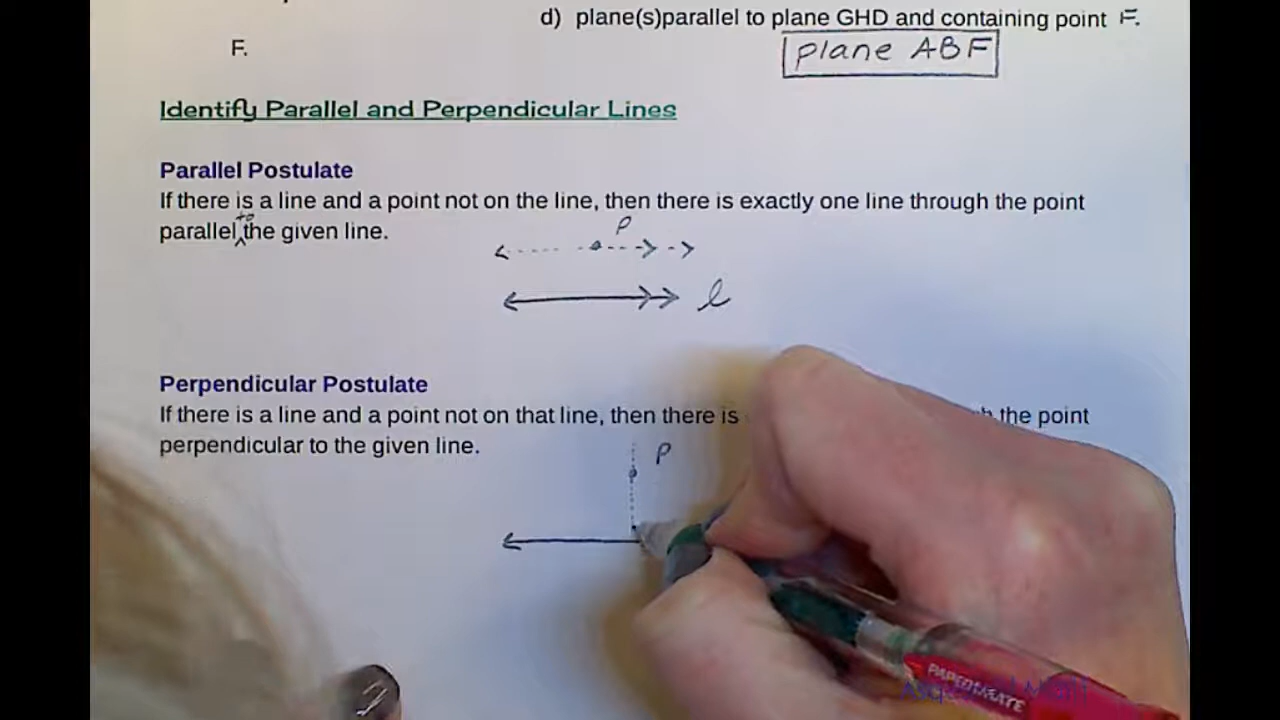 d) plane(s)parallel to plane GHD and containing point F.
F.
plane ABF
Identify Parallel and Perpendicular Lines
Parallel Postulate
If there is a line and a point not on the line, then there is exactly one line through the point
to
parallel the given line.
P
l
Perpendicular Postulate
If there is a line and a point not on that line, then there is the point
perpendicular to the given line.
P
PAPERMATE